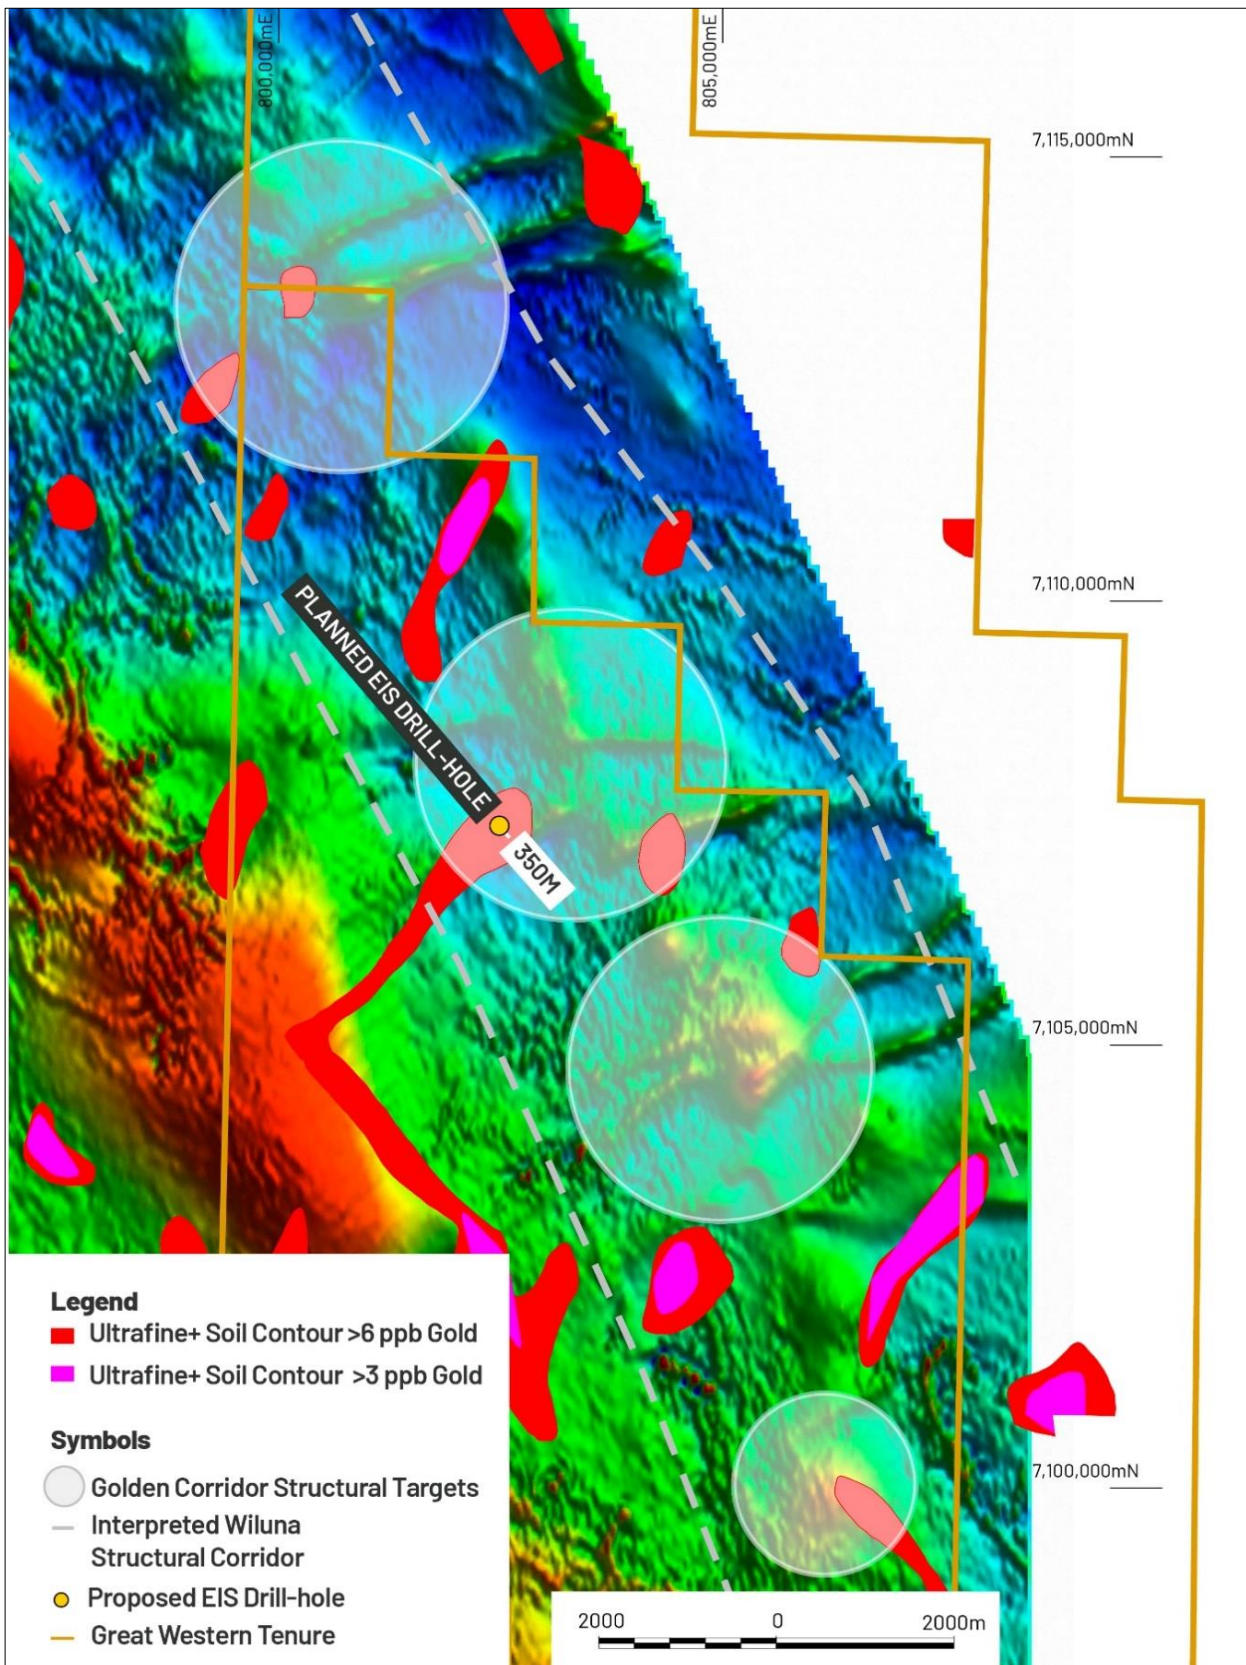 800,000mE
805,000mE
7,115,000mN
7,110,000mN
PLANNED EIS DRILL-HOLE
350M
7,105,000mN
7,100,000mN
Legend
Ultrafine+ Soil Contour >6 ppb Gold
Ultrafine+ Soil Contour >3 ppb Gold
Symbols
Golden Corridor Structural Targets
Interpreted Wiluna
Structural Corridor
Proposed EIS Drill-hole
Great Western Tenure
2000 0 2000m